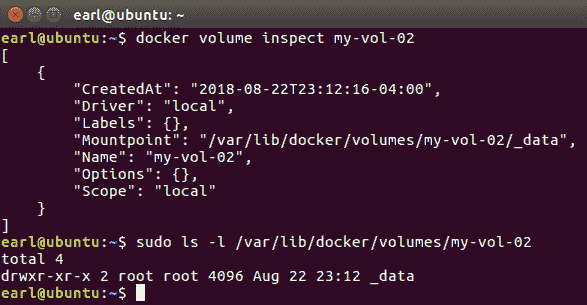 earl@ubuntu: ~
earl@ubuntu:~$ docker volume inspect my-vol-02
[
    {
        "CreatedAt": "2018-08-22T23:12:16-04:00",
        "Driver": "local",
        "Labels": {},
        "Mountpoint": "/var/lib/docker/volumes/my-vol-02/_data",
        "Name": "my-vol-02",
        "Options": {},
        "Scope": "local"
    }
]
earl@ubuntu:~$ sudo ls -l /var/lib/docker/volumes/my-vol-02
total 4
drwxr-xr-x 2 root root 4096 Aug 22 23:12 _data
earl@ubuntu:~$